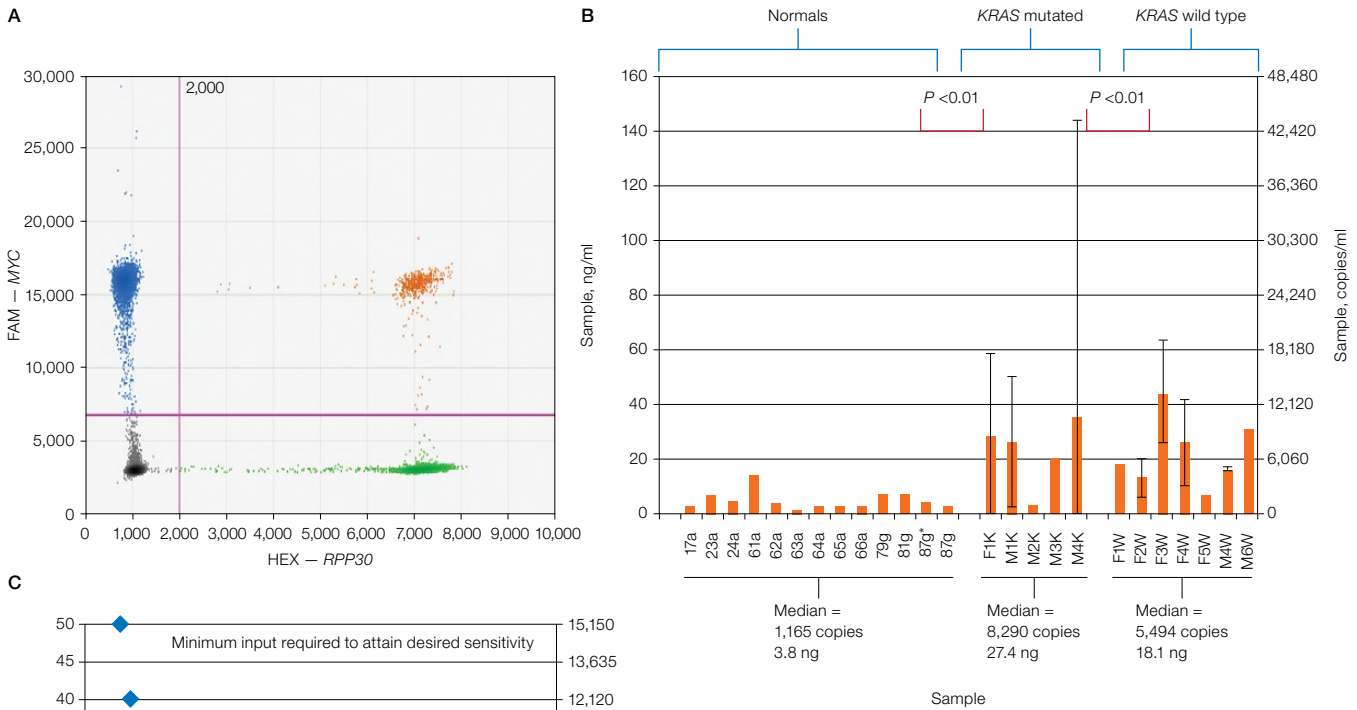 A
30,000
25,000
20,000
15,000
10,000
5,000
0
FAM — MYC
2,000
0 1,000 2,000 3,000 4,000 5,000 6,000 7,000 8,000 9,000 10,000
HEX — RPP30
B
Normals KRAS mutated KRAS wild type
P <0.01 P <0.01
160
140
120
100
80
60
40
20
0
Sample, ng/ml
48,480
42,420
36,360
30,300
24,240
18,180
12,120
6,060
0
Sample, copies/ml
17a 23a 24a 61a 62a 63a 64a 65a 66a 79g 81g 87g* 87g F1K M1K M2K M3K M4K F1W F2W F3W F4W F5W M4W M6W
Median =
1,165 copies
3.8 ng
Median =
8,290 copies
27.4 ng
Median =
5,494 copies
18.1 ng
Sample
C
50 15,150
Minimum input required to attain desired sensitivity
45 13,635
40 12,120